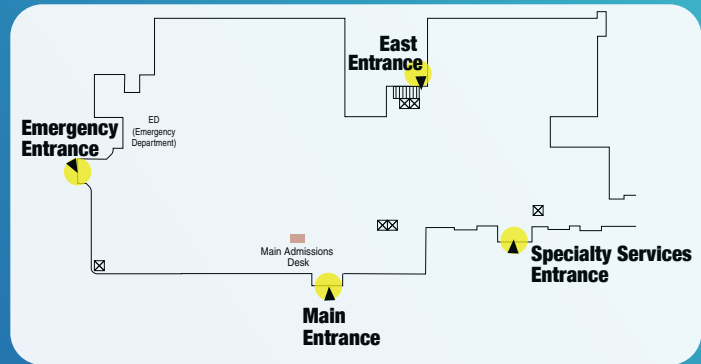 East
Entrance
Emergency
Entrance
ED
(Emergency
Department)
Main Admissions
Desk
Specialty Services
Entrance
Main
Entrance